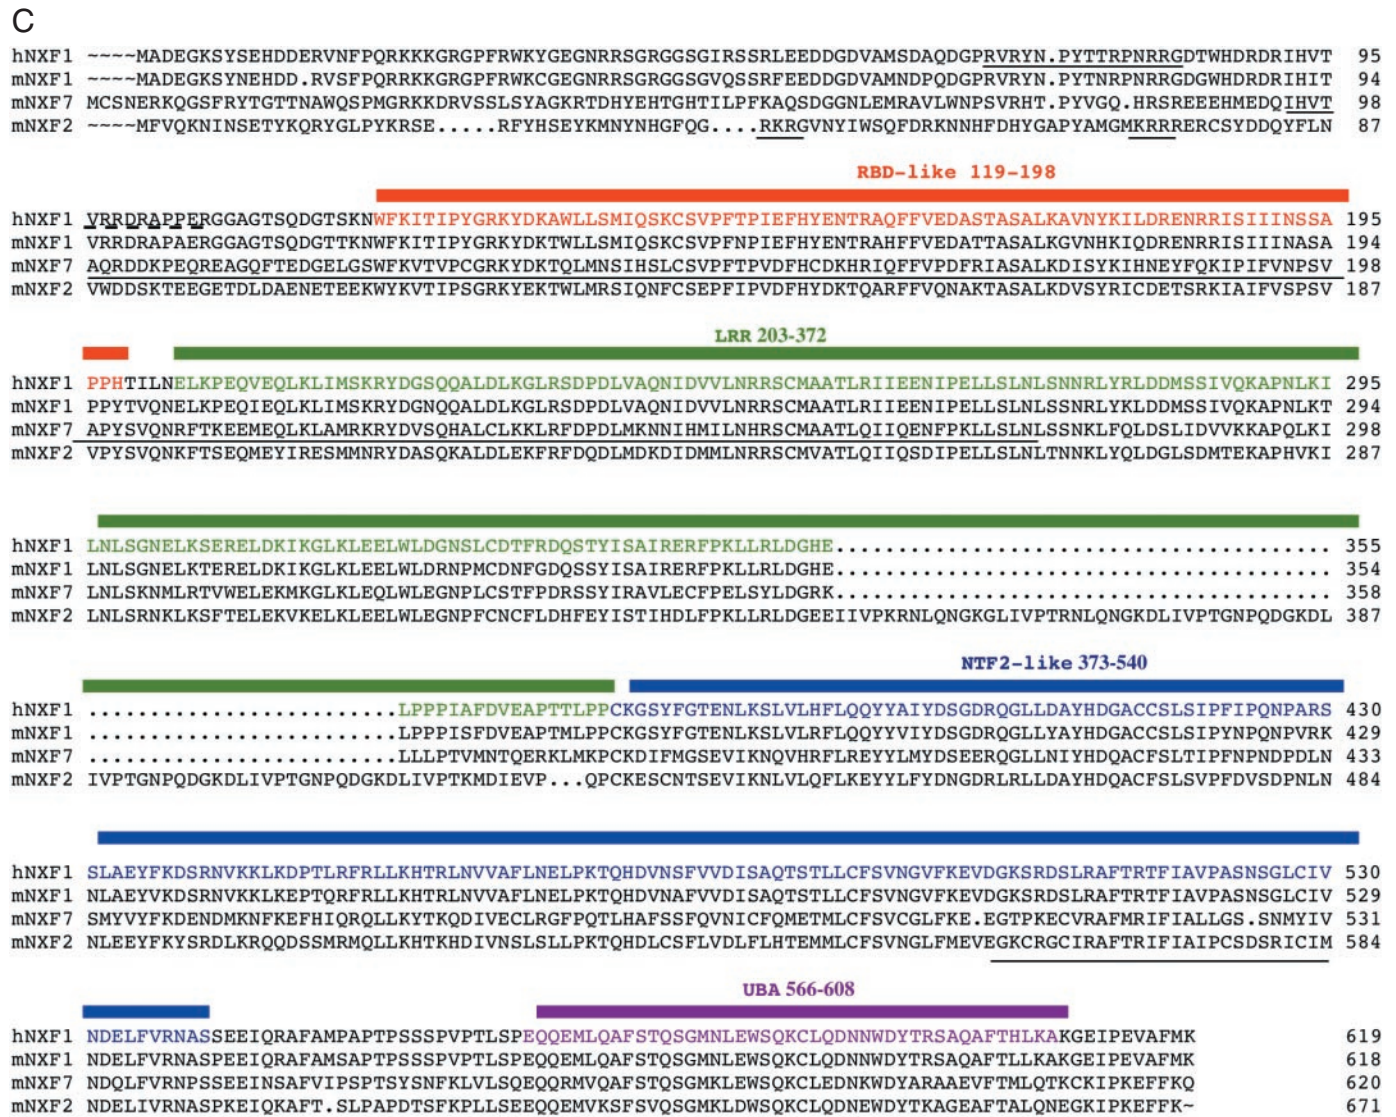 C
hNXF1 ~~~~MADEGKSYSEHDDERVNFPQRKKKGRGPFRWKYGEGNRRSGRGGSGIRSSRLEEDDGDVAMSDAQDGPRVRYN.PYTTRPNRRGDTWHDRDRIHVT 95
mNXF1 ~~~~MADEGKSYNEHDD.RVSFPQRRKKGRGPFRWKCGEGNRRSGRGGSGVQSSRFEEDDGDVAMNDPQDGPRVRYN.PYTNRPNRRGDGWHDRDRIHIT 94
mNXF7 MCSNERKQGSFRYTGTTNAWQSPMGRKKDRVSSLSYAGKRTDHYEHTGHTILPFKAQSDGGNLEMRAVLWNPSVRHT.PYVGQ.HRSREEEHMEDQIHVT 98
mNXF2 ~~~~MFVQKNINSETYKQRYGLPYKRSE.....RFYHSEYKMNYNHGFQG....RKRGVNYIWSQFDRKNNHFDHYGAPYAMGMKRRRERCSYDDQYFLN 87
RBD-like 119-198
hNXF1 VRRDRAPPERGGAGTSQDGTSKNWFKITIPYGRKYDKAWLLSMIQSKCSVPFTPIEFHYENTRAQFFVEDASTASALKAVNYKILDRENRRISIIINSSA 195
mNXF1 VRRDRAPAERGGAGTSQDGTTKNWFKITIPYGRKYDKTWLLSMIQSKCSVPFNPIEFHYENTRAHFFVEDATTASALKGVNHKIQDRENRRISIIINASA 194
mNXF7 AQRDDKPEQREAGQFTEDGELGSWFKVTVPCGRKYDKTQLMNSIHSLCSVPFTPVDFHCDKHRIQFFVPDFRIASALKDISYKIHNEYFQKIPIFVNPSV 198
mNXF2 VWDDSKTEEGETDLDAENETEEKWYKVTIPSGRKYEKTWLMRSIQNFCSEPFIPVDFHYDKTQARFFVQNAKTASALKDVSYRICDETSRKIAIFVSPSV 187
LRR 203-372
hNXF1 PPHTILNELKPEQVEQLKLIMSKRYDGSQQALDLKGLRSDPDLVAQNIDVVLNRRSCMAATLRIIEENIPELLSLNLSNNRLYRLDDMSSIVQKAPNLKI 295
mNXF1 PPYTVQNELKPEQIEQLKLIMSKRYDGNQQALDLKGLRSDPDLVAQNIDVVLNRRSCMAATLRIIEENIPELLSLNLSSNRLYKLDDMSSIVQKAPNLKT 294
mNXF7 APYSVQNRFTKEEMEQLKLAMRKRYDVSQHALCLKKLRFDPDLMKNNIHMILNHRSCMAATLQIIQENFPKLLSLNLSSNKLFQLDSLIDVVKKAPQLKI 298
mNXF2 VPYSVQNKFTSEQMEYIRESMMNRYDASQKALDLEKFRFDQDLMDKDIDMMLNRRSCMVATLQIIQSDIPELLSLNLTNNKLYQLDGLSDMTEKAPHVKI 287
hNXF1 LNLSGNELKSERELDKIKGLKLEELWLDGNSLCDTFRDQSTYISAIRERFPKLLRLDGHE........................................ 355
mNXF1 LNLSGNELKTERELDKIKGLKLEELWLDRNPMCDNFGDQSSYISAIRERFPKLLRLDGHE........................................ 354
mNXF7 LNLSKNMLRTVWELEKMKGLKLEQLWLEGNPLCSTFPDRSSYIRAVLECFPELSYLDGRK........................................ 358
mNXF2 LNLSRNKLKSFTELEKVKELKLEELWLEGNPFCNCFLDHFEYISTIHDLFPKLLRLDGEEIIVPKRNLQNGKGLIVPTRNLQNGKDLIVPTGNPQDGKDL 387
NTF2-like 373-540
hNXF1 .........................LPPPIAFDVEAPTTLPPCKGSYFGTENLKSLVLHFLQQYYAIYDSGDRQGLLDAYHDGACCSLSIPFIPQNPARS 430
mNXF1 .........................LPPPISFDVEAPTMLPPCKGSYFGTENLKSLVLRFLQQYYVIYDSGDRQGLLYAYHDGACCSLSIPYNPQNPVRK 429
mNXF7 .........................LLLPTVMNTQERKLMKPCKDIFMGSEVIKNQVHRFLREYYLMYDSEERQGLLNIYHDQACFSLTIPFNPNDPDLN 433
mNXF2 IVPTGNPQDGKDLIVPTGNPQDGKDLIVPTKMDIEVP...QPCKESCNTSEVIKNLVLQFLKEYYLFYDNGDRLRLLDAYHDQACFSLSVPFDVSDPNLN 484
hNXF1 SLAEYFKDSRNVKKLKDPTLRFRLLKHTRLNVVAFLNELPKTQHDVNSFVVDISAQTSTLLCFSVNGVFKEVDGKSRDSLRAFTRTFIAVPASNSGLCIV 530
mNXF1 NLAEYVKDSRNVKKLKEPTQRFRLLKHTRLNVVAFLNELPKTQHDVNAFVVDISAQTSTLLCFSVNGVFKEVDGKSRDSLRAFTRTFIAVPASNSGLCIV 529
mNXF7 SMYVYFKDENDMKNFKEFHIQRQLLKYTKQDIVECLRGFPQTLHAFSSFQVNICFQMETMLCFSVCGLFKE.EGTPKECVRAFMRIFIALLGS.SNMYIV 531
mNXF2 NLEEYFKYSRDLKRQQDSSMRMQLLKHTKHDIVNSLSLLPKTQHDLCSFLVDLFLHTEMMLCFSVNGLFMEVEGKCRGCIRAFTRIFIAIPCSDSRICIM 584
UBA 566-608
hNXF1 NDELFVRNASSEEIQRAFAMPAPTPSSSPVPTLSPEQQEMLQAFSTQSGMNLEWSQKCLQDNNWDYTRSAQAFTHLKAKGEIPEVAFMK 619
mNXF1 NDELFVRNASPEEIQRAFAMSAPTPSSSPVPTLSPEQQEMLQAFSTQSGMNLEWSQKCLQDNNWDYTRSAQAFTLLKAKGEIPEVAFMK 618
mNXF7 NDQLFVRNPSSEEINSAFVIPSPTSYSNFKLVLSQEQQRMVQAFSTQSGMKLEWSQKCLEDNKWDYARAAEVFTMLQTKCKIPKEFFKQ 620
mNXF2 NDELIVRNASPKEIQKAFT.SLPAPDTSFKPLLSEEQQEMVKSFSVQSGMKLDWSQKCLQDNEWDYTKAGEAFTALQNEGKIPKEFFK~ 671